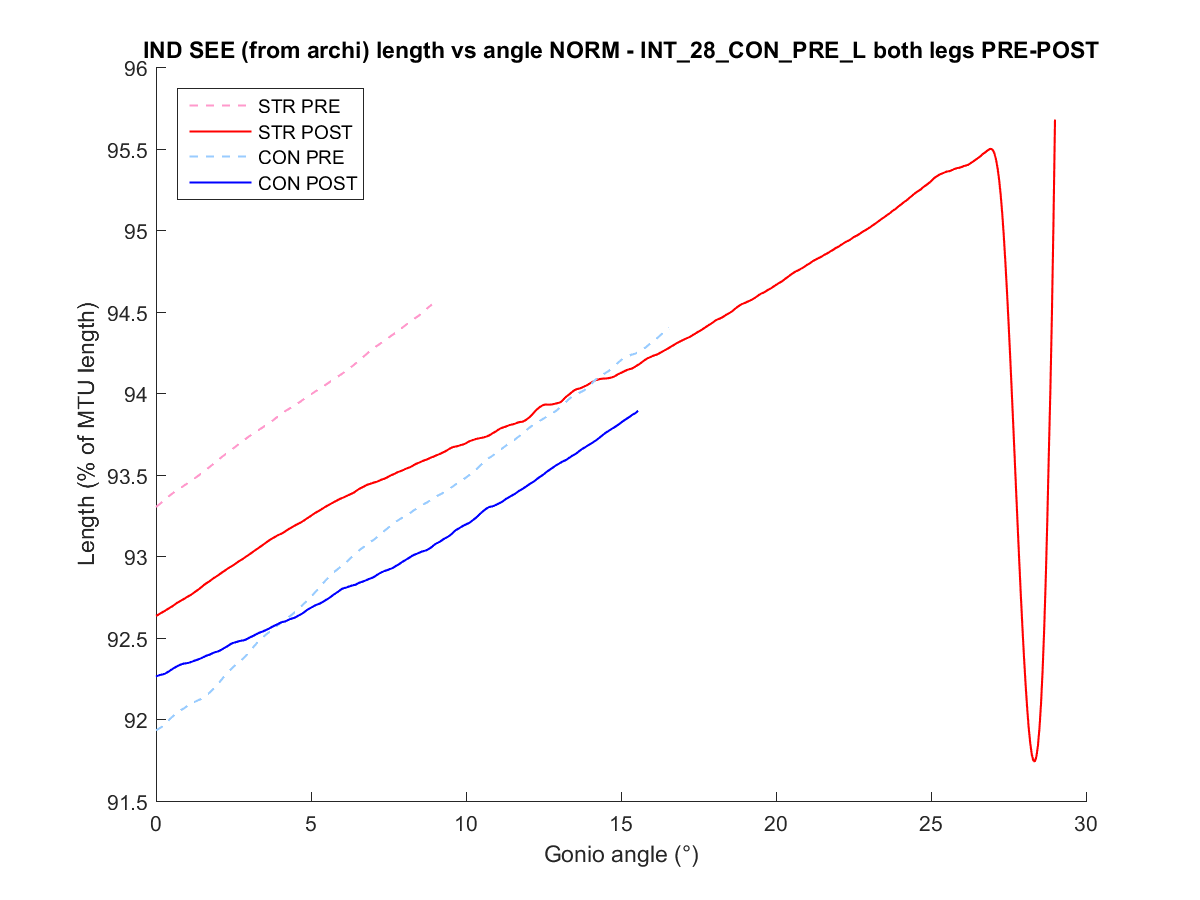 IND SEE (from archi) length vs angle NORM - INT_28_CON_PRE_L both legs PRE-POST
96
95.5
95
94.5
94
93.5
93
92.5
92
91.5
Length (% of MTU length)
STR PRE
STR POST
CON PRE
CON POST
0 5 10 15 20 25 30
Gonio angle (°)